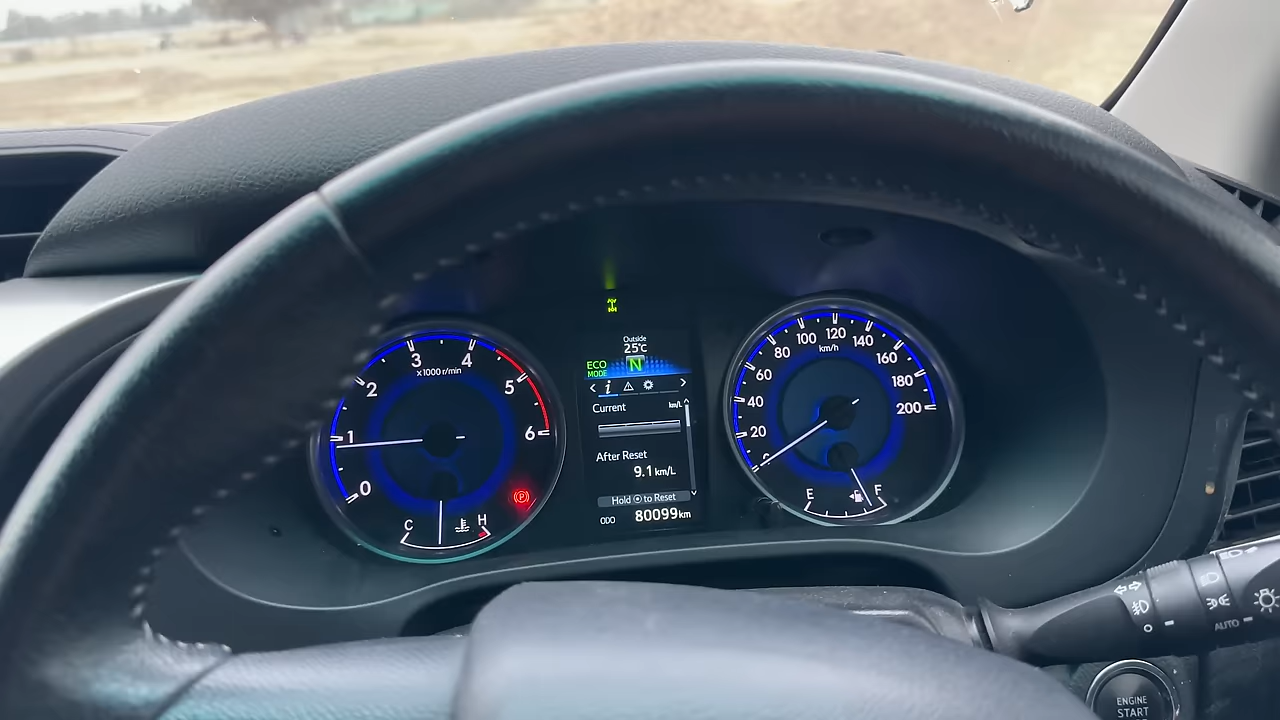 Outside
25℃
ECO
MODE
N
i
Current
km/L
After Reset
9.1 km/L
Hold to Reset
ODO 80099 km
0
1
2
3
4
5
6
x1000 r/min
C
H
(P)
0
20
40
60
80
100
120
140
160
180
200
km/h
E
F
AUTO
ENGINE
START